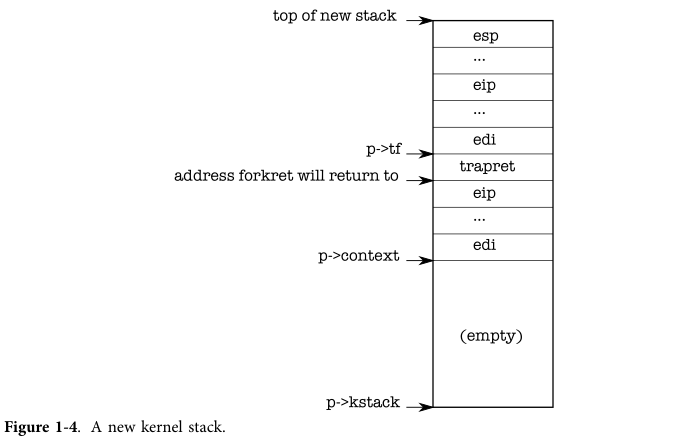 top of new stack
esp
...
eip
...
edi
p->tf
trapret
address forkret will return to
eip
...
edi
p->context
(empty)
p->kstack
Figure 1-4. A new kernel stack.